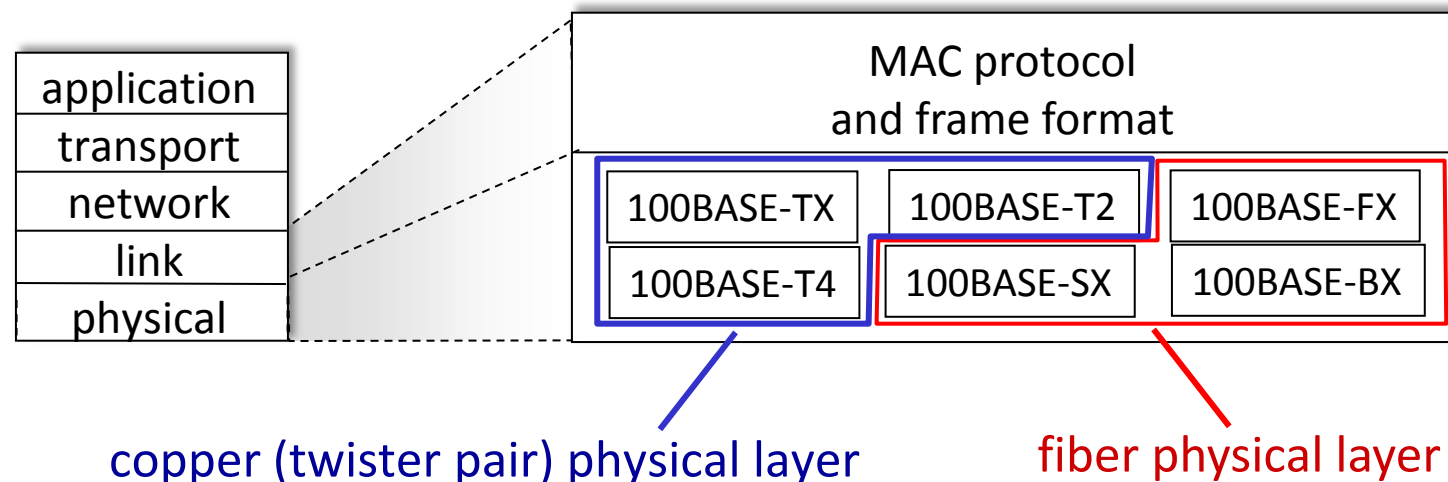 application
transport
network
link
physical
MAC protocol
and frame format
100BASE-TX
100BASE-T2
100BASE-FX
100BASE-T4
100BASE-SX
100BASE-BX
copper (twister pair) physical layer
fiber physical layer